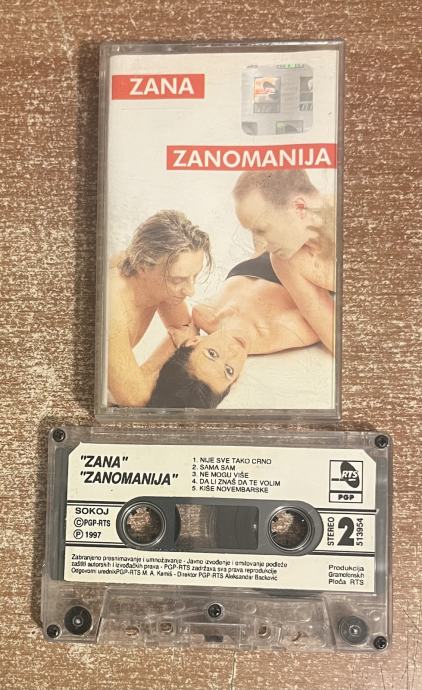 ZANA
ZANOMANIJA
"ZANA"
"ZANOMANIJA"
1. NIJE SVE TAKO CRNO
2. SAMA SAM
3. NE MOGU VIŠE
4. DA LI ZNAŠ DA TE VOLIM
5. KIŠE NOVEMBARSKE
RTS
PGP
SOKOJ
©PGP-RTS
℗ 1997
STEREO
2
513954
Zabranjeno presnimavanje i umnožavanje - Javno izvođenje i emitovanje podleže
zaštiti autorskih i izvođačkih prava - PGP-RTS zadržava sva prava reprodukcije
Odgovorni urednik PGP-RTS M. A. Kemiš - Direktor PGP-RTS Aleksandar Backović
Produkcija
Gramofonskih
Ploča RTS